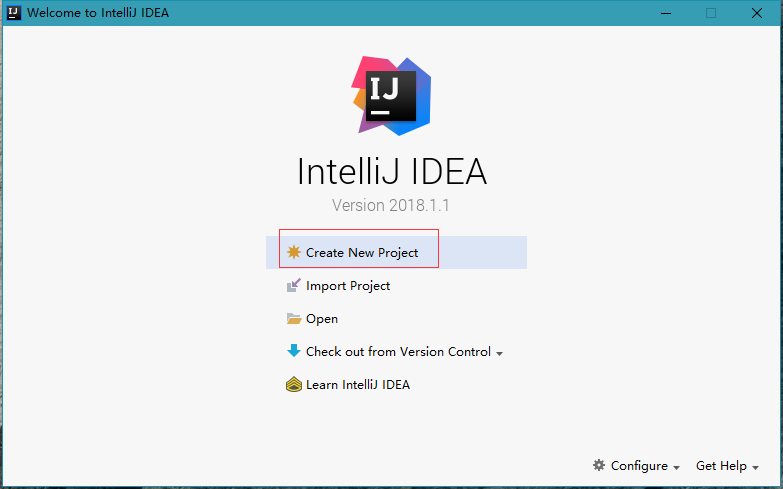 Welcome to IntelliJ IDEA
IJ
IntelliJ IDEA
Version 2018.1.1
Create New Project
Import Project
Open
Check out from Version Control
Learn IntelliJ IDEA
Configure Get Help